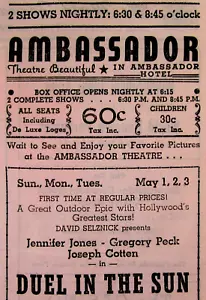 2 SHOWS NIGHTLY: 6:30 & 8:45 o'clock
AMBASSADOR
Theatre Beautiful ★ IN AMBASSADOR
HOTEL
BOX OFFICE OPENS NIGHTLY AT 6:15
2 COMPLETE SHOWS . . . 6:30 P.M. AND 8:45 P.M.
ALL SEATS
Including
De Luxe Loges
60c
Tax Inc.
CHILDREN
30c
Tax Inc.
Wait to See and Enjoy your Favorite Pictures
at the AMBASSADOR THEATRE . . .
Sun., Mon., Tues. May 1, 2, 3
FIRST TIME AT REGULAR PRICES!
A Great Outdoor Epic with Hollywood's
Greatest Stars!
DAVID SELZNICK presents
Jennifer Jones - Gregory Peck
Joseph Cotten
— in —
DUEL IN THE SUN